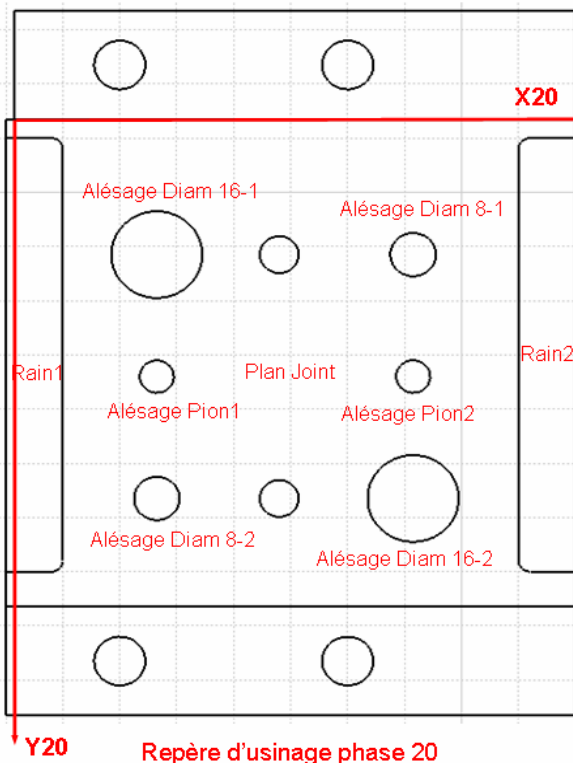 X20
Alésage Diam 16-1
Alésage Diam 8-1
Rain1
Plan Joint
Rain2
Alésage Pion1
Alésage Pion2
Alésage Diam 8-2
Alésage Diam 16-2
Y20
Repère d'usinage phase 20